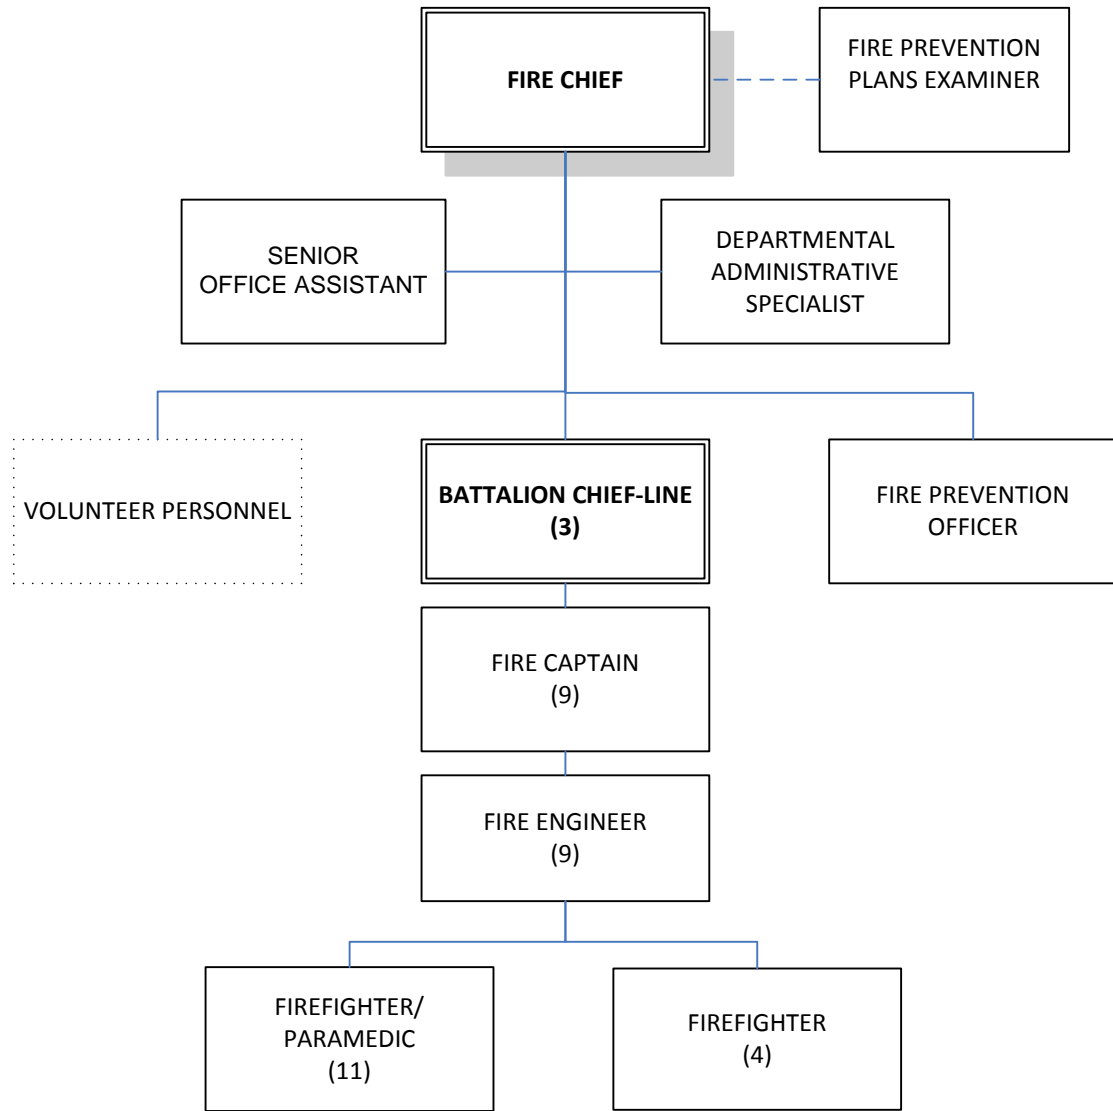 FIRE CHIEF
FIRE PREVENTION
PLANS EXAMINER
SENIOR
OFFICE ASSISTANT
DEPARTMENTAL
ADMINISTRATIVE
SPECIALIST
VOLUNTEER PERSONNEL
BATTALION CHIEF-LINE
(3)
FIRE PREVENTION
OFFICER
FIRE CAPTAIN
(9)
FIRE ENGINEER
(9)
FIREFIGHTER/
PARAMEDIC
(11)
FIREFIGHTER
(4)